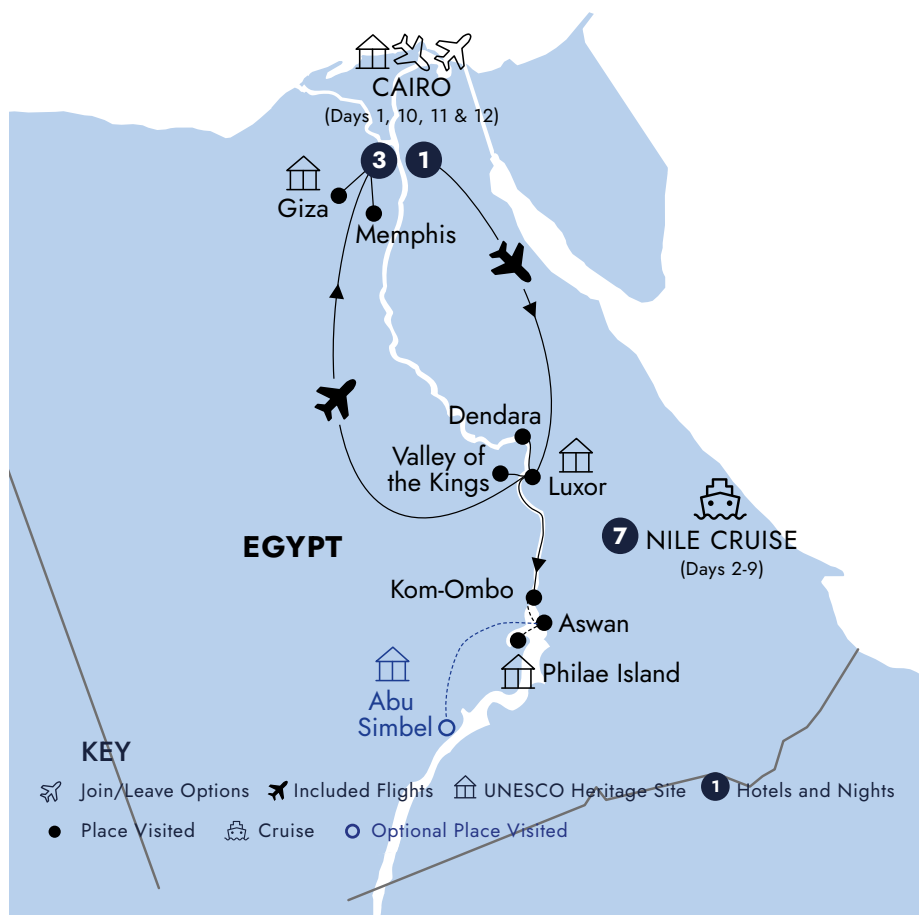 CAIRO
(Days 1, 10, 11 & 12)
3
1
Giza
Memphis
Dendara
Valley of
the Kings
Luxor
EGYPT
7
NILE CRUISE
(Days 2-9)
Kom-Ombo
Aswan
Philae Island
Abu
Simbel
KEY
Join/Leave Options
Included Flights
UNESCO Heritage Site
1
Hotels and Nights
Place Visited
Cruise
Optional Place Visited